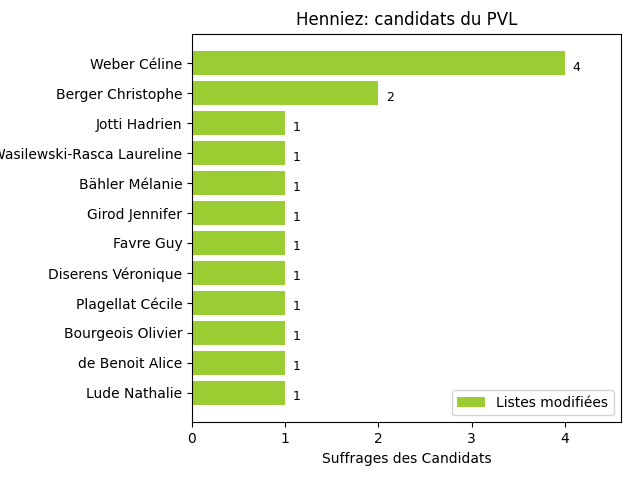 Henniez: candidats du PVL
Weber Céline 4
Berger Christophe 2
Jotti Hadrien 1
Wasilewski-Rasca Laureline 1
Bähler Mélanie 1
Girod Jennifer 1
Favre Guy 1
Diserens Véronique 1
Plagellat Cécile 1
Bourgeois Olivier 1
de Benoit Alice 1
Lude Nathalie 1
Listes modifiées
0 1 2 3 4
Suffrages des Candidats